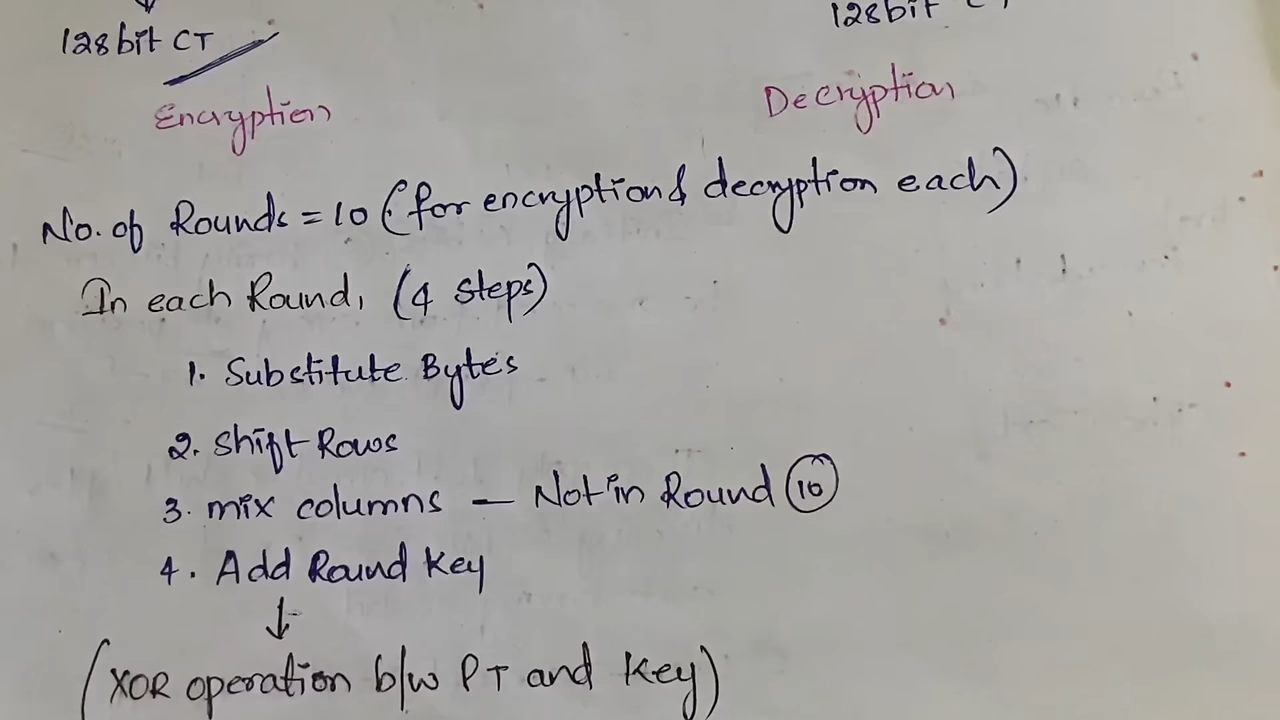 128 bit CT
128 bit CT
Encryption
Decryption
No. of Rounds = 10 (for encryption & decryption each)
In each Round, (4 steps)
1. Substitute Bytes
2. Shift Rows
3. mix columns — Not in Round 10
4. Add Round Key
↓
(XOR operation b/w PT and Key)